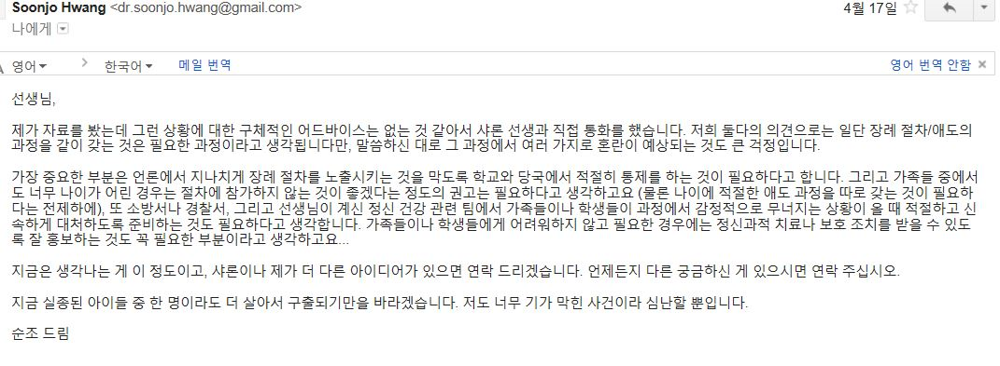 Soonjo Hwang <dr.soonjo.hwang@gmail.com>
4월 17일
나에게
영어 > 한국어 메일 번역
영어 번역 안함 ×
선생님,
제가 자료를 봤는데 그런 상황에 대한 구체적인 어드바이스는 없는 것 같아서 샤론 선생과 직접 통화를 했습니다. 저희 둘다의 의견으로는 일단 장례 절차/애도의
과정을 같이 갖는 것은 필요한 과정이라고 생각됩니다만, 말씀하신 대로 그 과정에서 여러 가지로 혼란이 예상되는 것도 큰 걱정입니다.
가장 중요한 부분은 언론에서 지나치게 장례 절차를 노출시키는 것을 막도록 학교와 당국에서 적절히 통제를 하는 것이 필요하다고 합니다. 그리고 가족들 중에서
도 너무 나이가 어린 경우는 절차에 참가하지 않는 것이 좋겠다는 정도의 권고는 필요하다고 생각하고요 (물론 나이에 적절한 애도 과정을 따로 갖는 것이 필요하
다는 전제하에), 또 소방서나 경찰서, 그리고 선생님이 계신 정신 건강 관련 팀에서 가족들이나 학생들이 과정에서 감정적으로 무너지는 상황이 올 때 적절하고 신
속하게 대처하도록 준비하는 것도 필요하다고 생각합니다. 가족들이나 학생들에게 어려워하지 않고 필요한 경우에는 정신과적 치료나 보호 조치를 받을 수 있도
록 잘 홍보하는 것도 꼭 필요한 부분이라고 생각하고요...
지금은 생각나는 게 이 정도이고, 샤론이나 제가 더 다른 아이디어가 있으면 연락 드리겠습니다. 언제든지 다른 궁금하신 게 있으시면 연락 주십시오.
지금 실종된 아이들 중 한 명이라도 더 살아서 구출되기만을 바라겠습니다. 저도 너무 기가 막힌 사건이라 심난할 뿐입니다.
순조 드림